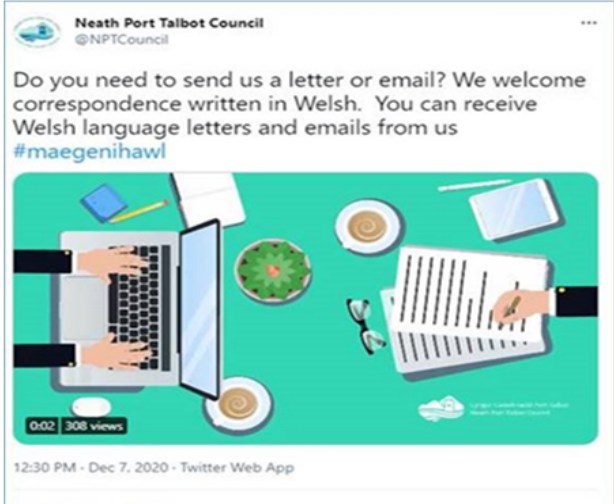 Neath Port Talbot Council
@NPTCouncil
Do you need to send us a letter or email? We welcome
correspondence written in Welsh. You can receive
Welsh language letters and emails from us
#maegenihawl
Neath Port Talbot Council
0:02 308 views
12:30 PM - Dec 7, 2020 - Twitter Web App